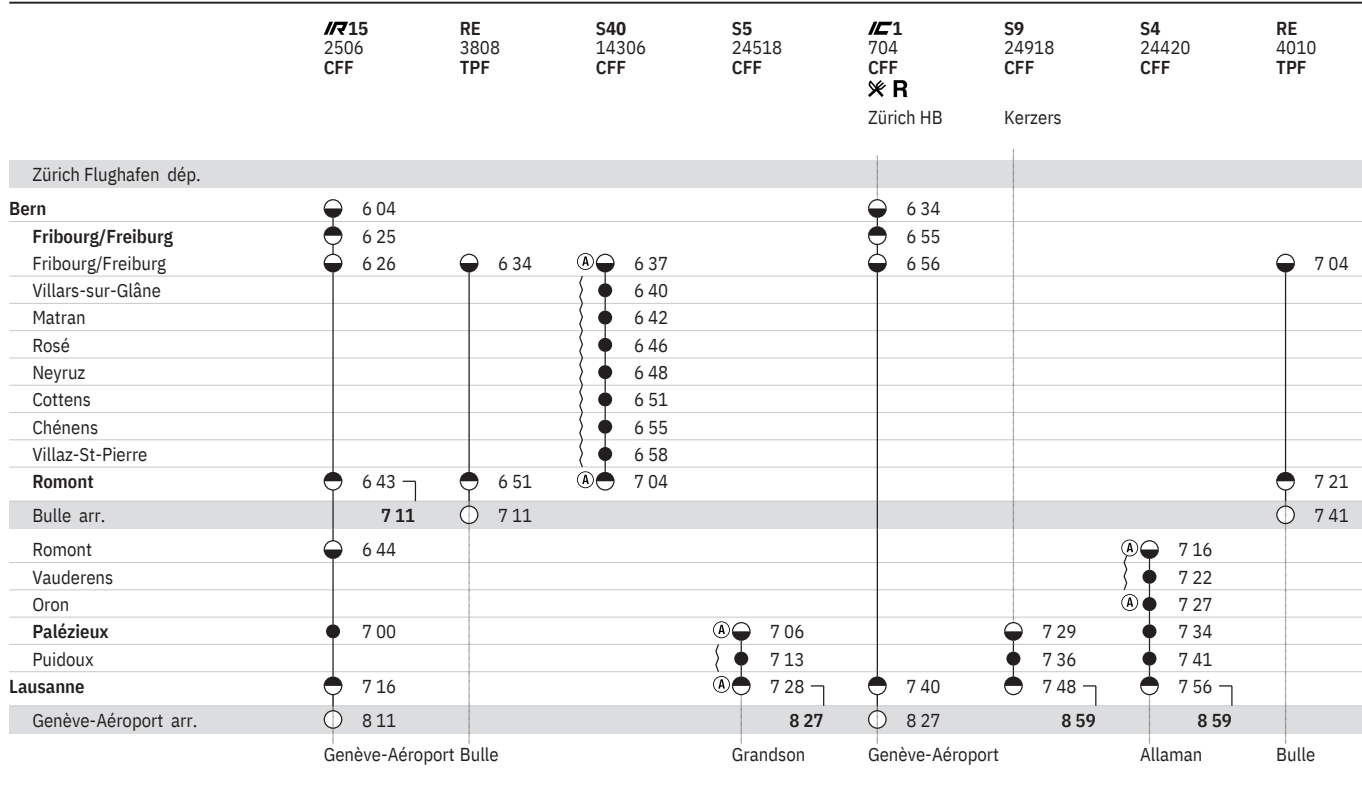 IR15 RE S40 S5 IC1 S9 S4 RE
2506 3808 14306 24518 704 24918 24420 4010
CFF TPF CFF CFF CFF CFF CFF TPF
R
Zürich HB Kerzers
Zürich Flughafen dép.
Bern 6 04 6 34
Fribourg/Freiburg 6 25 6 55
Fribourg/Freiburg 6 26 6 34 A 6 37 6 56 7 04
Villars-sur-Glâne 6 40
Matran 6 42
Rosé 6 46
Neyruz 6 48
Cottens 6 51
Chénens 6 55
Villaz-St-Pierre 6 58
Romont 6 43 6 51 A 7 04 7 21
Bulle arr. 7 11 7 11 7 41
Romont 6 44 A 7 16
Vauderens 7 22
Oron A 7 27
Palézieux 7 00 A 7 06 7 29 7 34
Puidoux 7 13 7 36 7 41
Lausanne 7 16 A 7 28 7 40 7 48 7 56
Genève-Aéroport arr. 8 11 8 27 8 27 8 59 8 59
Genève-Aéroport Bulle Grandson Genève-Aéroport Allaman Bulle